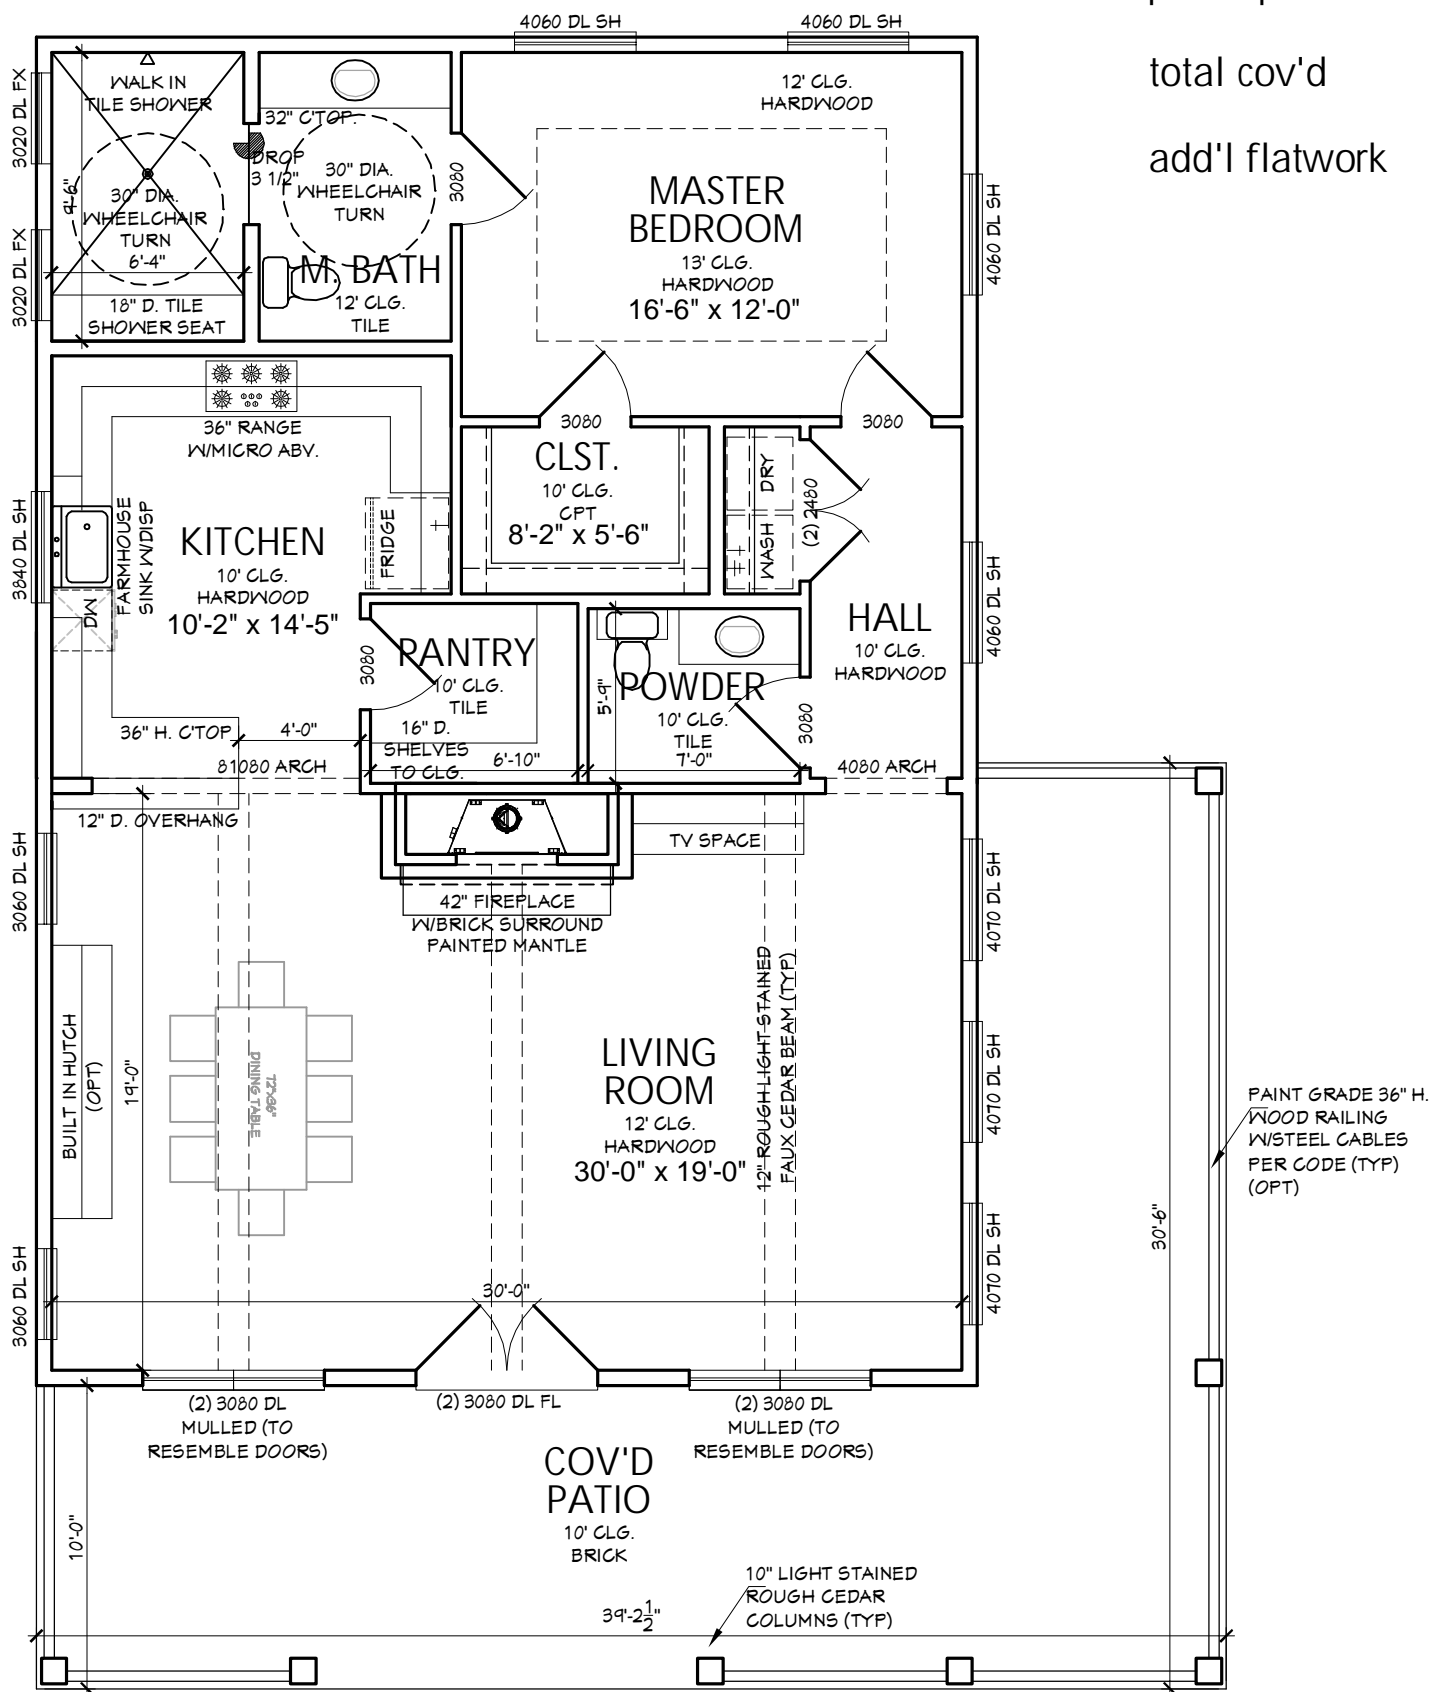 4060 DL SH
4060 DL SH
total cov'd
add'l flatwork
3020 DL FX
WALK IN
TILE SHOWER
32" C'TOP.
DROP
3 1/2"
9'-6"
30" DIA.
WHEELCHAIR
TURN
6'-4"
18" D. TILE
SHOWER SEAT
3020 DL FX
30" DIA.
WHEELCHAIR
TURN
M. BATH
12' CLG.
TILE
3080
12' CLG.
HARDWOOD
MASTER
BEDROOM
13' CLG.
HARDWOOD
16'-6" x 12'-0"
4060 DL SH
36" RANGE
W/MICRO ABV.
3080
3080
CLST.
10' CLG.
CPT
8'-2" x 5'-6"
DRY
WASH
(2) 2480
3840 DL SH
FARMHOUSE
SINK W/DISP
DW
KITCHEN
10' CLG.
HARDWOOD
10'-2" x 14'-5"
FRIDGE
4060 DL SH
HALL
10' CLG.
HARDWOOD
3080
PANTRY
10' CLG.
TILE
16" D.
SHELVES
TO CLG.
6'-10"
5'-9"
POWDER
10' CLG.
TILE
7'-0"
3080
36" H. C'TOP
4'-0"
81080 ARCH
4080 ARCH
12" D. OVERHANG
TV SPACE
3060 DL SH
42" FIREPLACE
W/BRICK SURROUND
PAINTED MANTLE
4070 DL SH
12" ROUGH LIGHT STAINED
FAUX CEDAR BEAM (TYP)
BUILT IN HUTCH
(OPT)
19'-0"
72"x36"
DINING TABLE
LIVING
ROOM
12' CLG.
HARDWOOD
30'-0" x 19'-0"
4070 DL SH
PAINT GRADE 36" H.
WOOD RAILING
W/STEEL CABLES
PER CODE (TYP)
(OPT)
30'-6"
3060 DL SH
30'-0"
4070 DL SH
(2) 3080 DL
MULLED (TO
RESEMBLE DOORS)
(2) 3080 DL FL
(2) 3080 DL
MULLED (TO
RESEMBLE DOORS)
COV'D
PATIO
10' CLG.
BRICK
10'-0"
10" LIGHT STAINED
ROUGH CEDAR
COLUMNS (TYP)
39'-2 1/2"